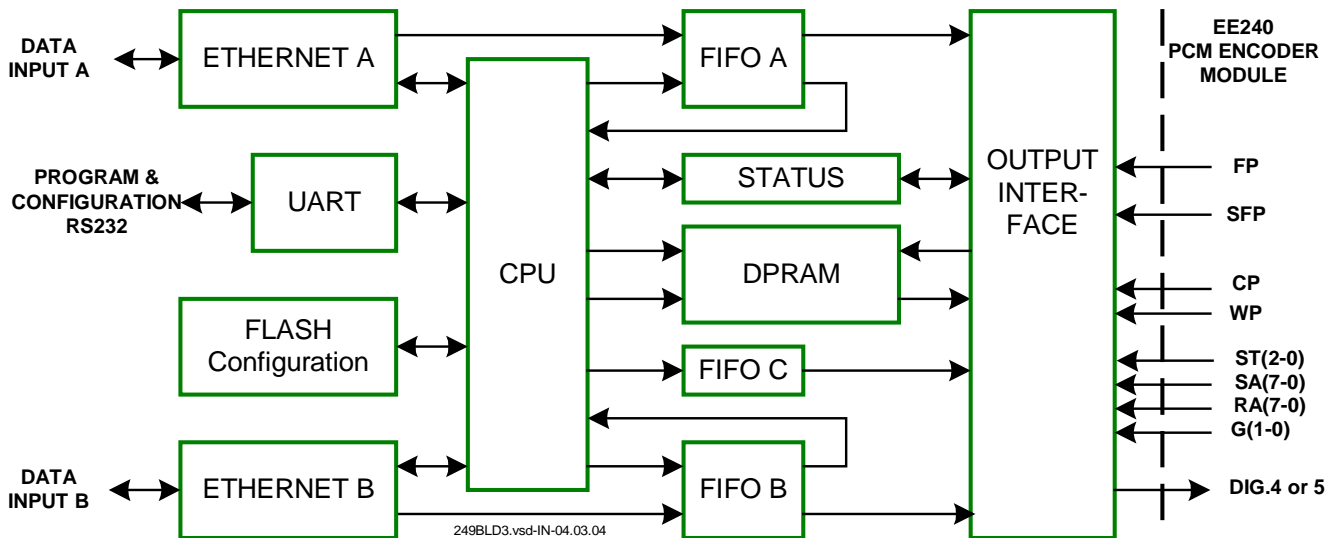 DATA
INPUT A
ETHERNET A
FIFO A
EE240
PCM ENCODER
MODULE
PROGRAM &
CONFIGURATION
RS232
UART
CPU
STATUS
DPRAM
OUTPUT
INTER-
FACE
FP
SFP
CP
WP
FLASH
Configuration
FIFO C
ST(2-0)
SA(7-0)
RA(7-0)
G(1-0)
DATA
INPUT B
ETHERNET B
FIFO B
DIG.4 or 5
249BLD3.vsd-IN-04.03.04